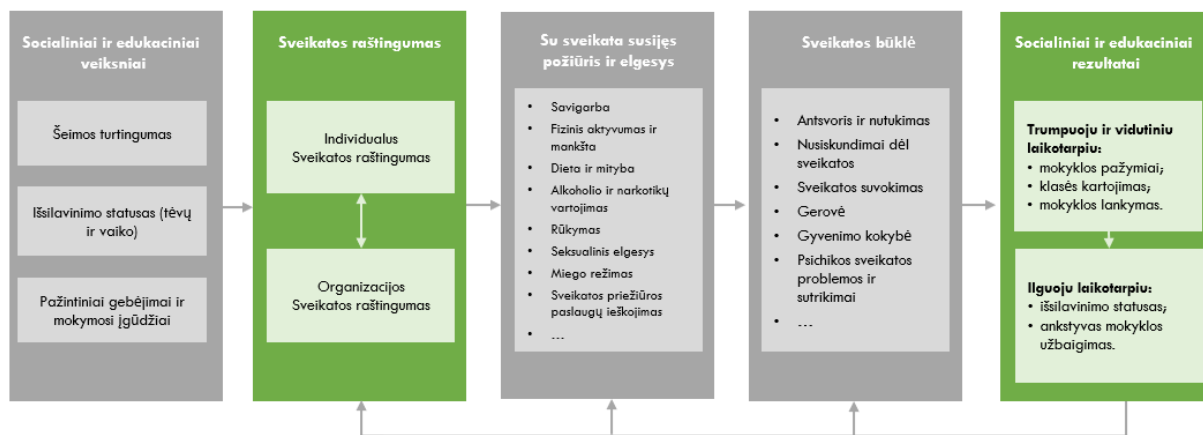 Socialiniai ir edukaciniai
veiksniai
Šeimos turtingumas
Išsilavinimo statusas (tėvų
ir vaiko)
Pažintiniai gebėjimai ir
mokymosi įgūdžiai
Sveikatos raštingumas
Individualus
Sveikatos raštingumas
Organizacijos
Sveikatos raštingumas
Su sveikata susijęs
požiūris ir elgesys
• Savigarba
• Fizinis aktyvumas ir
mankšta
• Dieta ir mityba
• Alkoholio ir narkotikų
vartojimas
• Rūkymas
• Seksualinis elgesys
• Miego režimas
• Sveikatos priežiūros
paslaugų ieškojimas
• ...
Sveikatos būklė
• Antsvoris ir nutukimas
• Nusiskundimai dėl
sveikatos
• Sveikatos suvokimas
• Gerovė
• Gyvenimo kokybė
• Psichikos sveikatos
problemos ir
sutrikimai
• ...
Socialiniai ir edukaciniai
rezultatai
Trumpuoju ir vidutiniu
laikotarpiu:
• mokyklos pažymiai;
• klasės kartojimas;
• mokyklos lankymas.
Ilguoju laikotarpiu:
• išsilavinimo statusas;
• ankstyvas mokyklos
užbaigimas.